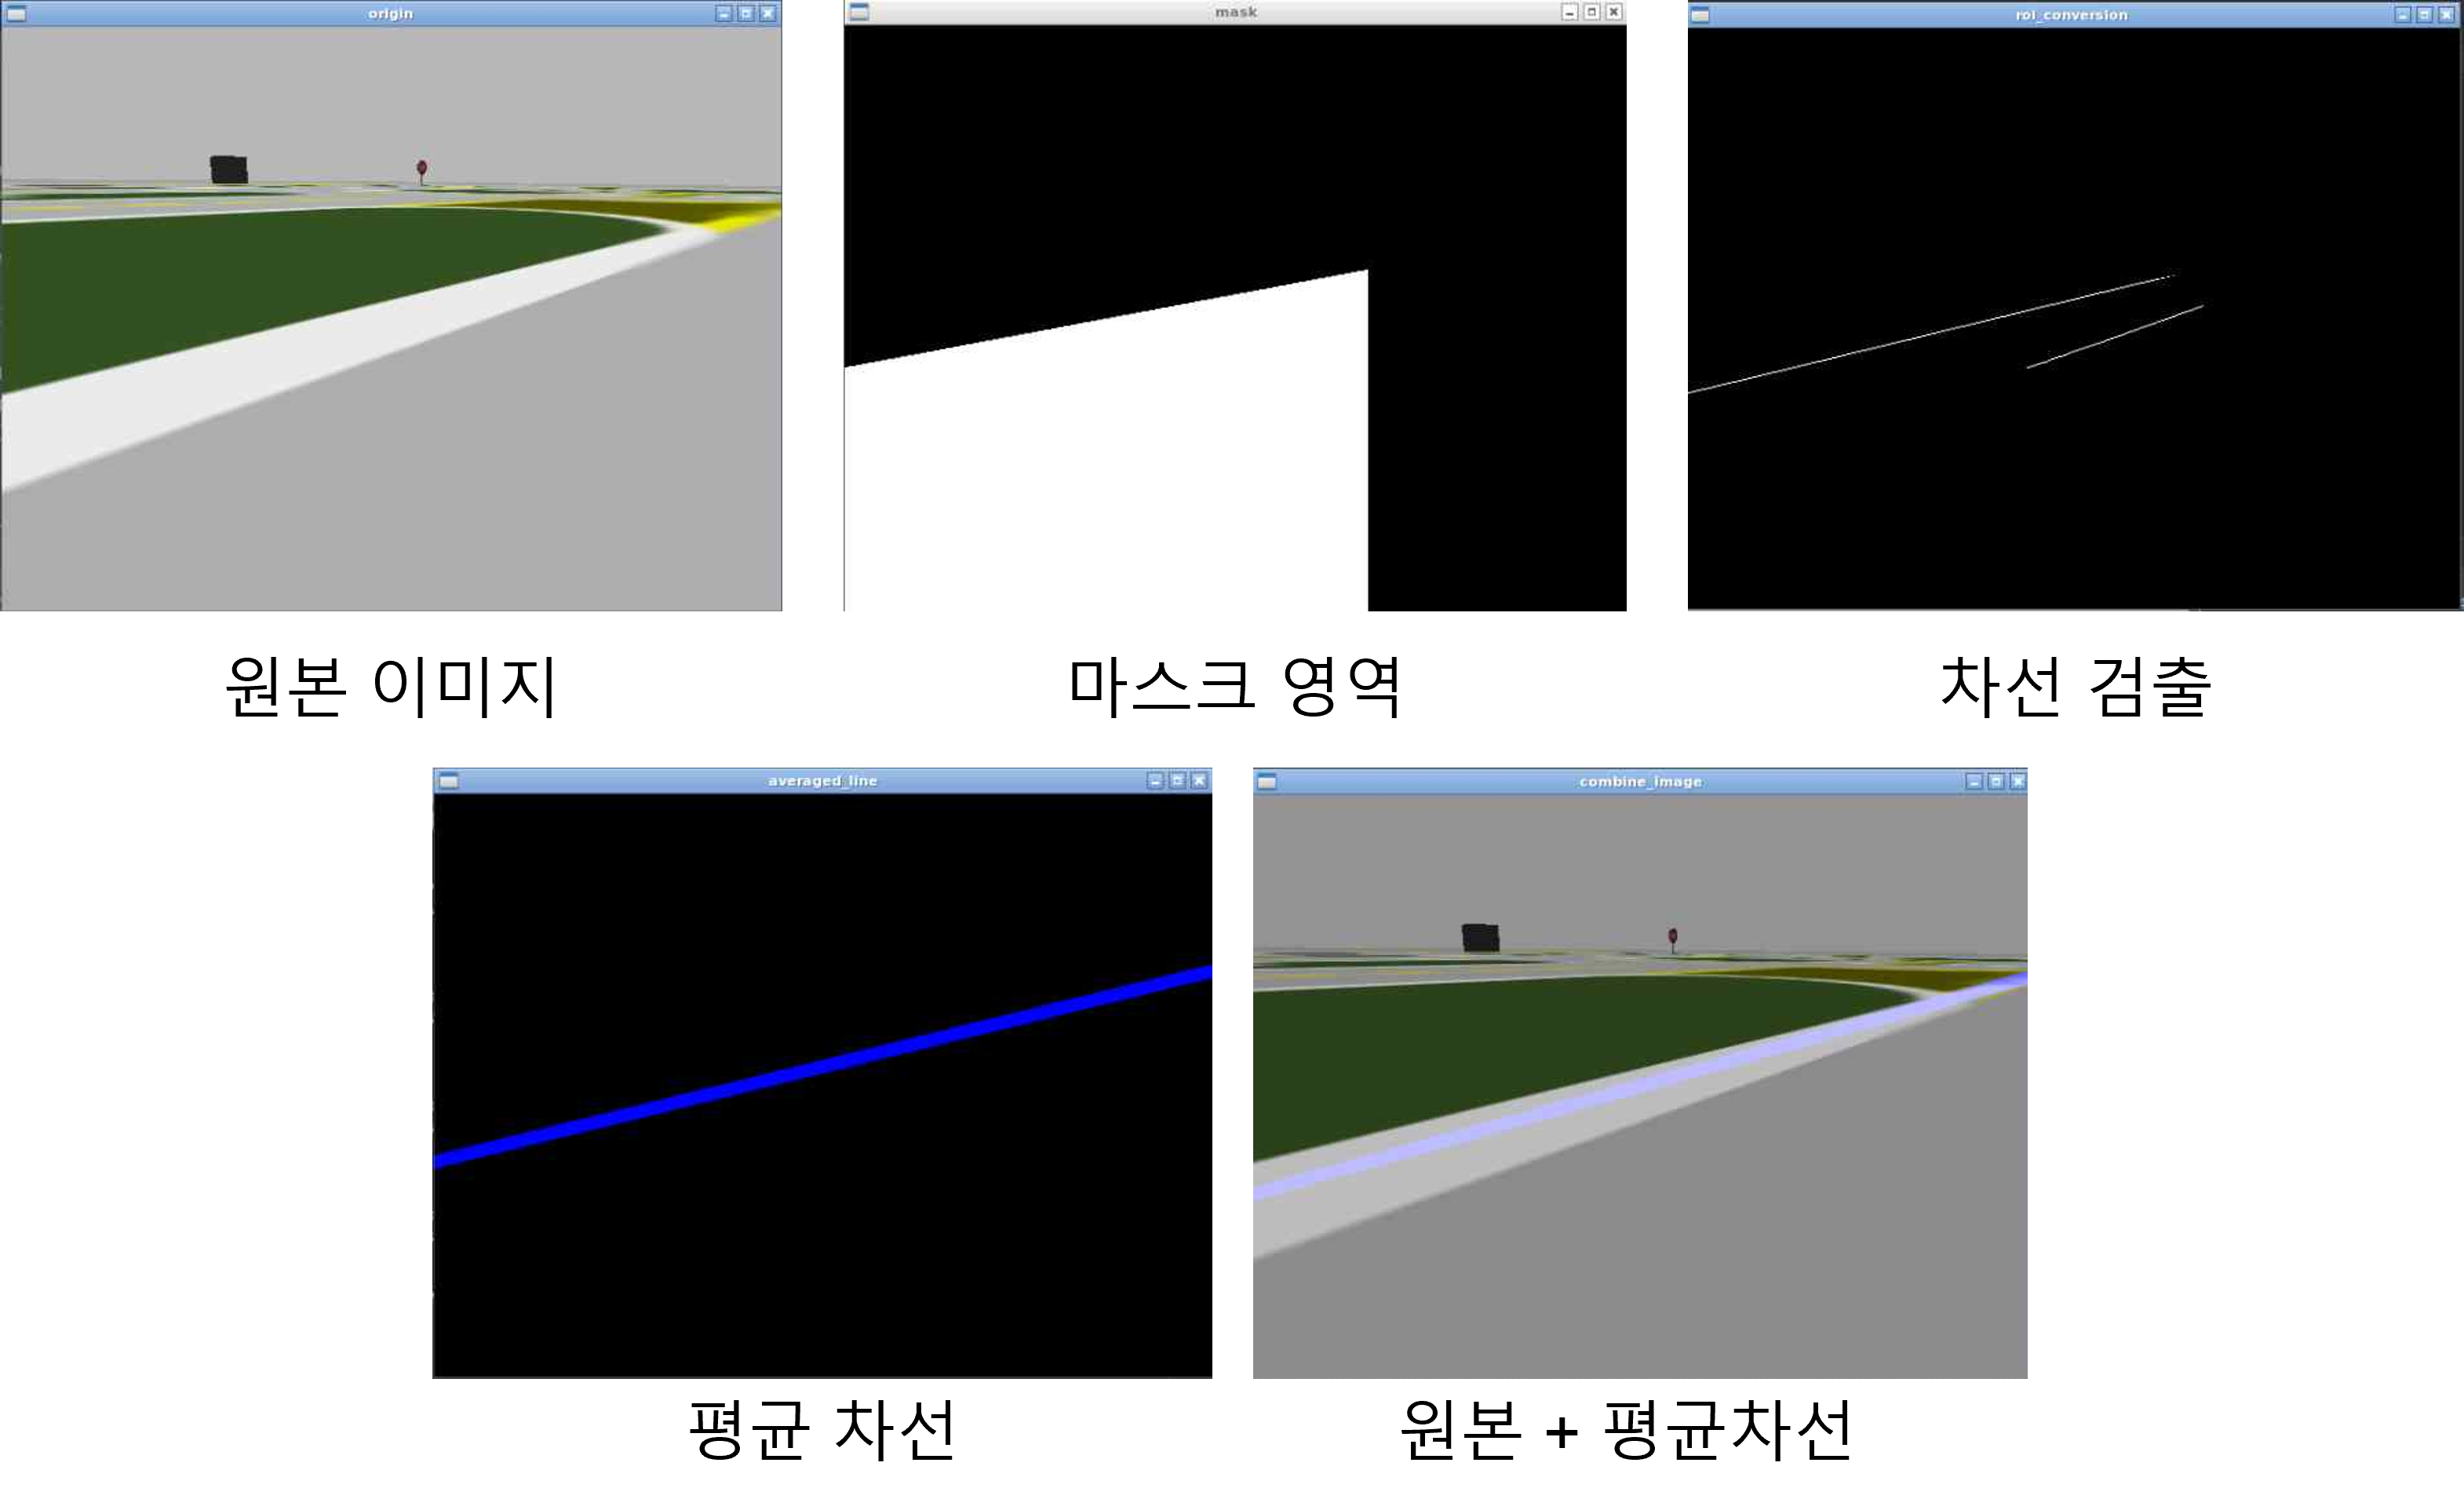 origin
mask
roi_conversion
원본 이미지
마스크 영역
차선 검출
averaged_line
combine_image
평균 차선
원본 + 평균차선